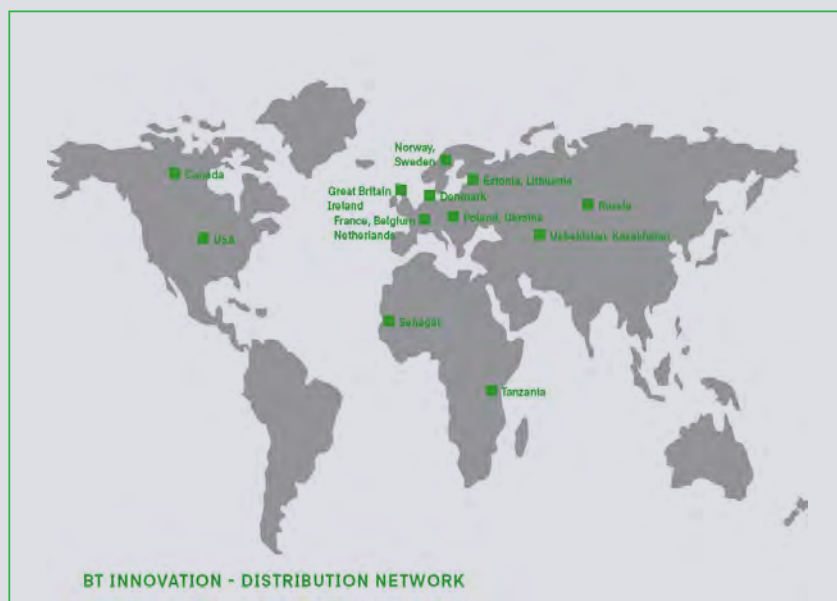 Norway,
Sweden
Canada
Estonia, Lithuania
Great Britain
Ireland
Denmark
Russia
France, Belgium
Netherlands
Poland, Ukraine
USA
Uzbekistan, Kazakhstan
Senegal
Tanzania
BT INNOVATION - DISTRIBUTION NETWORK